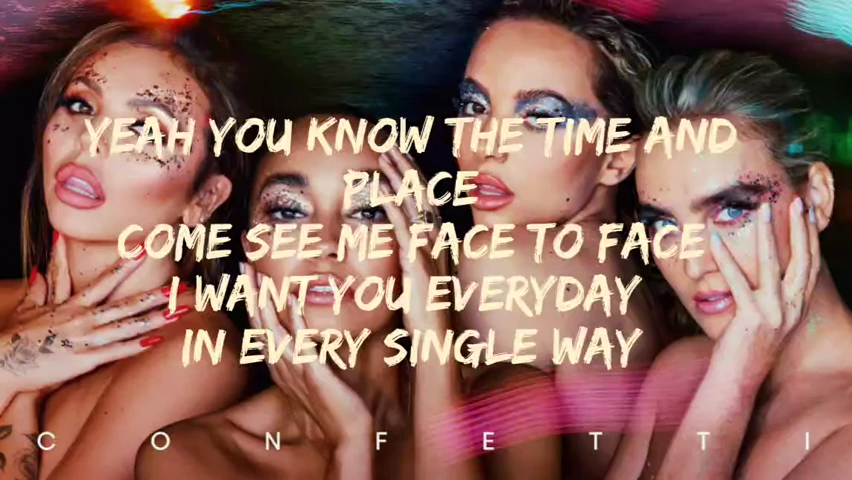 YEAH YOU KNOW THE TIME AND
PLACE
COME SEE ME FACE TO FACE
I WANT YOU EVERYDAY
IN EVERY SINGLE WAY
CONFETTI